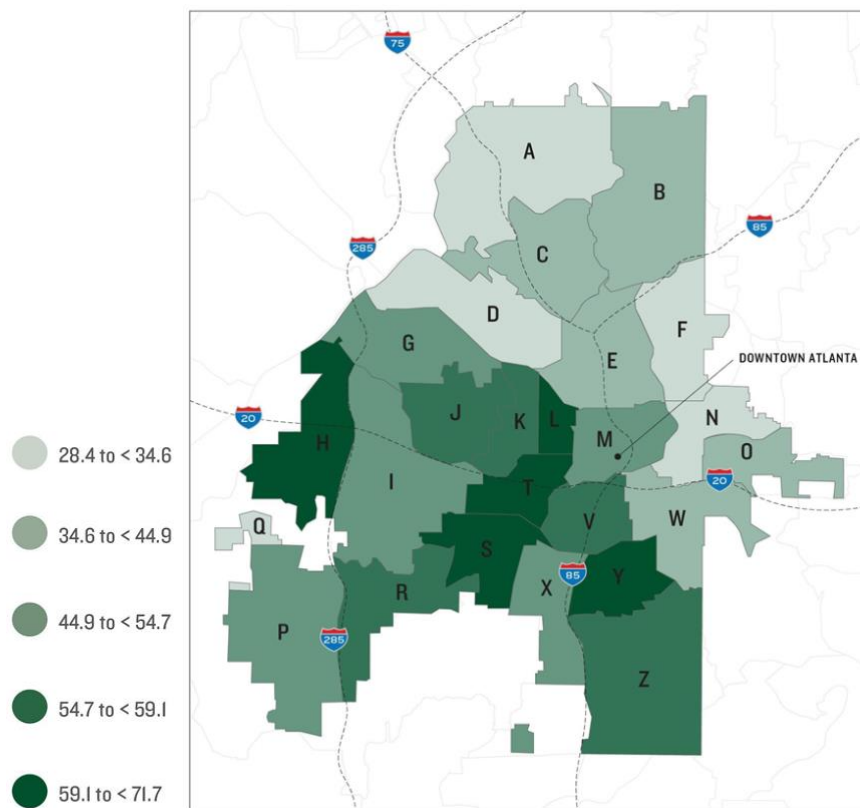 75
A
B
85
285
C
D
F
G
E
DOWNTOWN ATLANTA
20
H
J
K
L
M
N
O
28.4 to < 34.6
I
T
20
Q
V
W
34.6 to < 44.9
S
85
Y
R
X
44.9 to < 54.7
P
285
Z
54.7 to < 59.1
59.1 to < 71.7